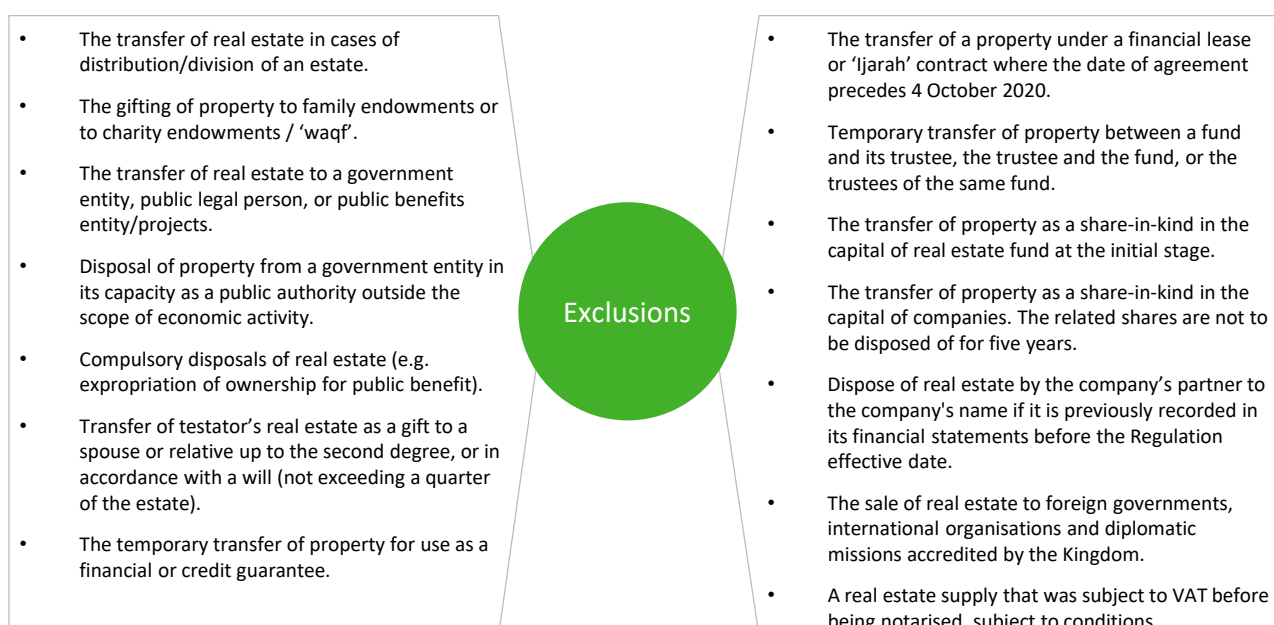 • The transfer of real estate in cases of
distribution/division of an estate.
• The gifting of property to family endowments or
to charity endowments / ‘waqf’.
• The transfer of real estate to a government
entity, public legal person, or public benefits
entity/projects.
• Disposal of property from a government entity in
its capacity as a public authority outside the
scope of economic activity.
• Compulsory disposals of real estate (e.g.
expropriation of ownership for public benefit).
• Transfer of testator’s real estate as a gift to a
spouse or relative up to the second degree, or in
accordance with a will (not exceeding a quarter
of the estate).
• The temporary transfer of property for use as a
financial or credit guarantee.
Exclusions
• The transfer of a property under a financial lease
or ‘Ijarah’ contract where the date of agreement
precedes 4 October 2020.
• Temporary transfer of property between a fund
and its trustee, the trustee and the fund, or the
trustees of the same fund.
• The transfer of property as a share-in-kind in the
capital of real estate fund at the initial stage.
• The transfer of property as a share-in-kind in the
capital of companies. The related shares are not to
be disposed of for five years.
• Dispose of real estate by the company’s partner to
the company's name if it is previously recorded in
its financial statements before the Regulation
effective date.
• The sale of real estate to foreign governments,
international organisations and diplomatic
missions accredited by the Kingdom.
• A real estate supply that was subject to VAT before
being notarised, subject to conditions